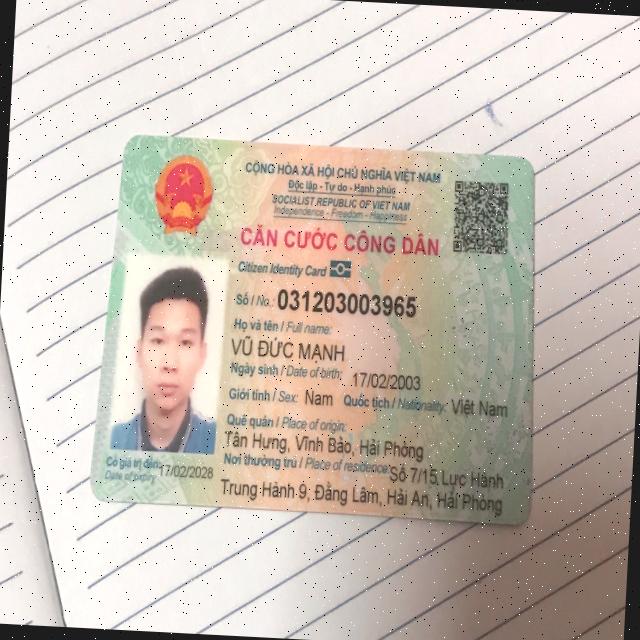 CỘNG HÒA XÃ HỘI CHỦ NGHĨA VIỆT NAM
Độc lập - Tự do - Hạnh phúc
SOCIALIST REPUBLIC OF VIET NAM
Independence - Freedom - Happiness
CĂN CƯỚC CÔNG DÂN
Citizen Identity Card
Số / No.: 031203003965
Họ và tên / Full name:
VŨ ĐỨC MẠNH
Ngày sinh / Date of birth: 17/02/2003
Giới tính / Sex: Nam Quốc tịch / Nationality: Việt Nam
Quê quán / Place of origin:
Tân Hưng, Vĩnh Bảo, Hải Phòng
Nơi thường trú / Place of residence: Số 7/15 Lực Hành
Trung Hành 9, Đằng Lâm, Hải An, Hải Phòng
Có giá trị đến: 17/02/2028
Date of expiry